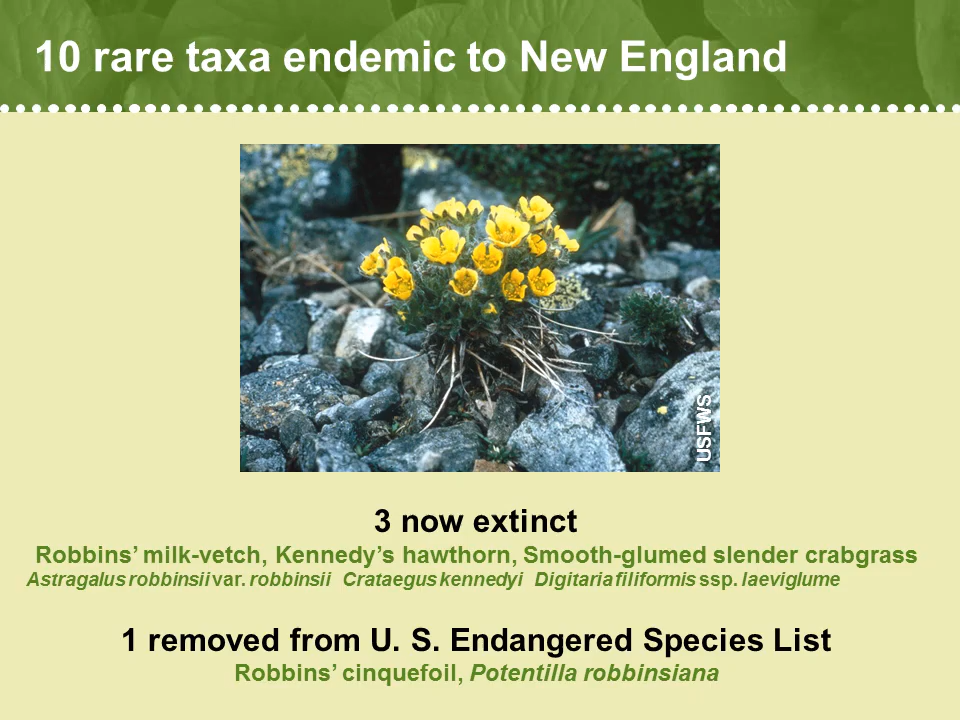 10 rare taxa endemic to New England
USFWS
3 now extinct
Robbins’ milk-vetch, Kennedy’s hawthorn, Smooth-glumed slender crabgrass
Astragalus robbinsii var. robbinsii Crataegus kennedyi Digitaria filiformis ssp. laeviglume
1 removed from U. S. Endangered Species List
Robbins’ cinquefoil, Potentilla robbinsiana